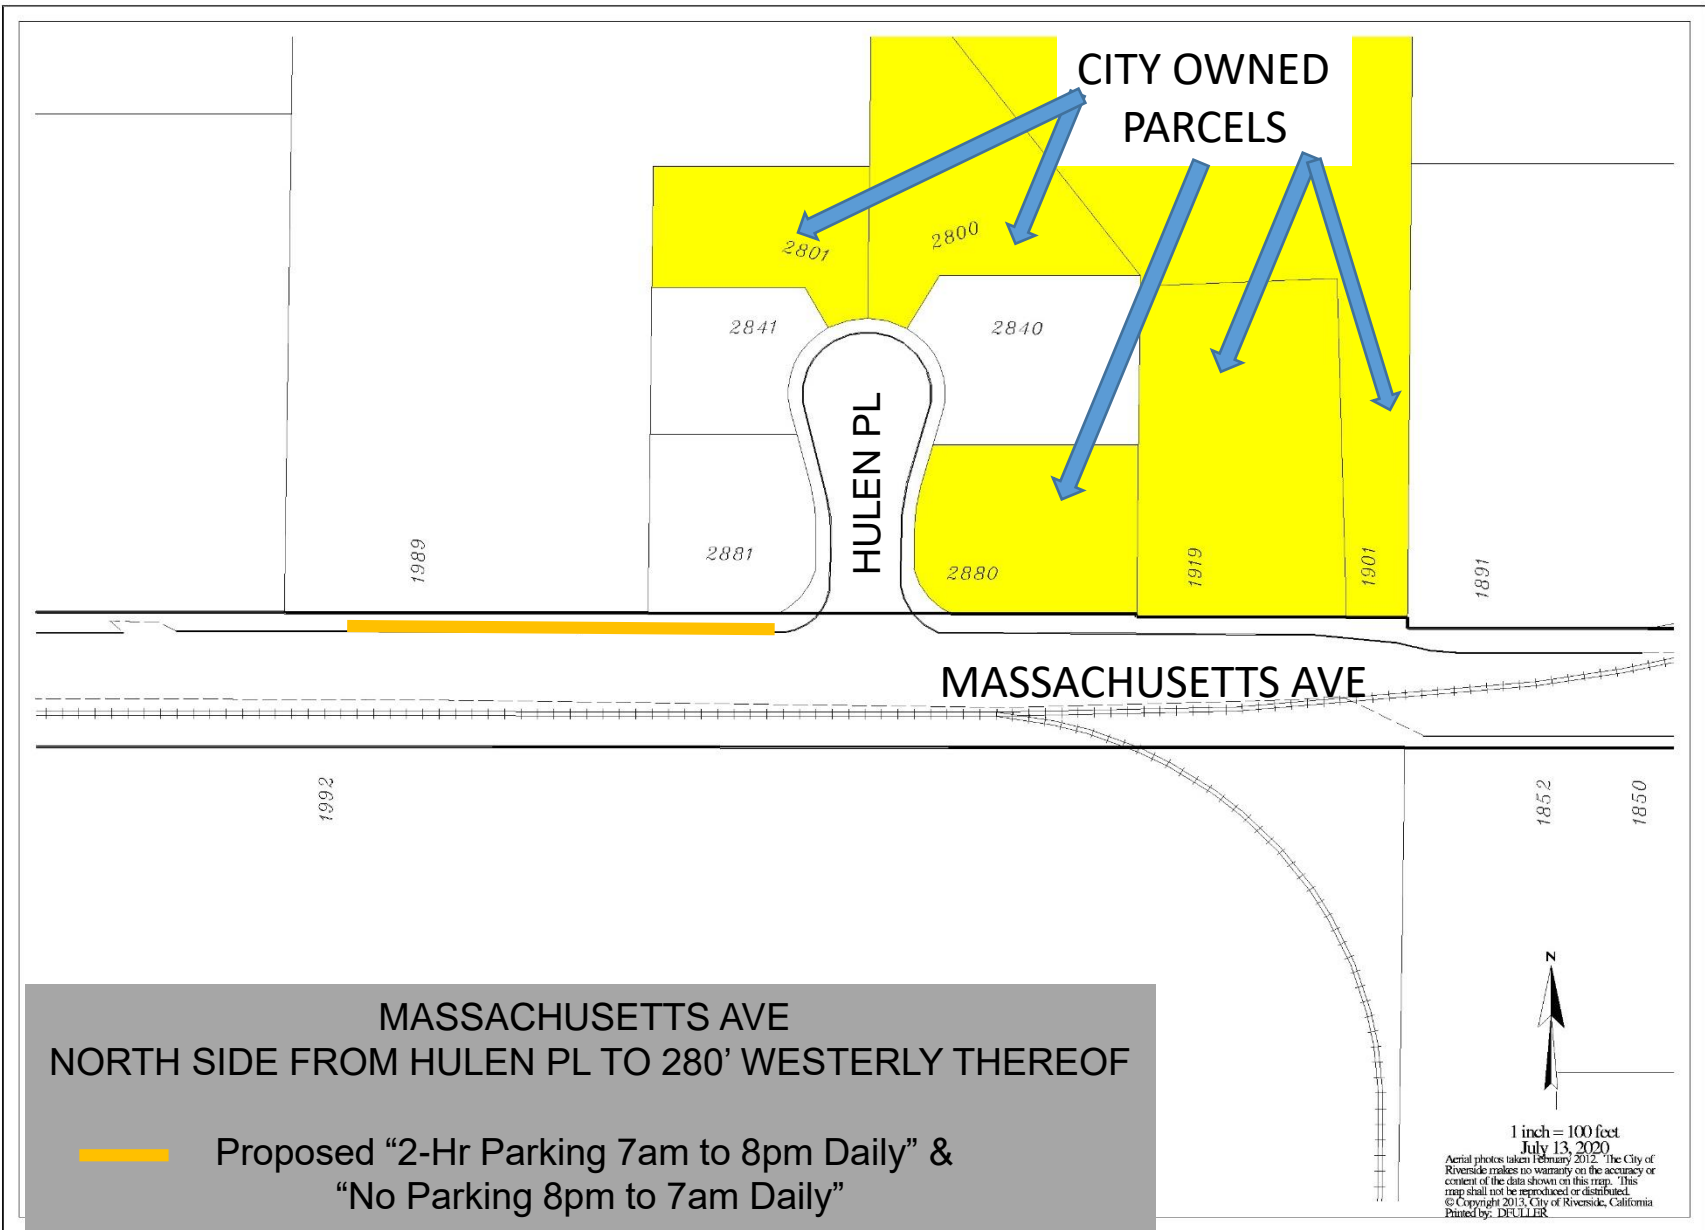 CITY OWNED
PARCELS
2801
2800
2841
2840
HULEN PL
1989
2881
2880
1919
1901
1891
MASSACHUSETTS AVE
1992
1852
1850
N
MASSACHUSETTS AVE
NORTH SIDE FROM HULEN PL TO 280’ WESTERLY THEREOF
Proposed “2-Hr Parking 7am to 8pm Daily” &
“No Parking 8pm to 7am Daily”
1 inch = 100 feet
July 13, 2020
Aerial photos taken February 2012. The City of
Riverside makes no warranty on the accuracy or
content of the data shown on this map. This
map shall not be reproduced or distributed.
© Copyright 2013, City of Riverside, California
Printed by: DFULLER